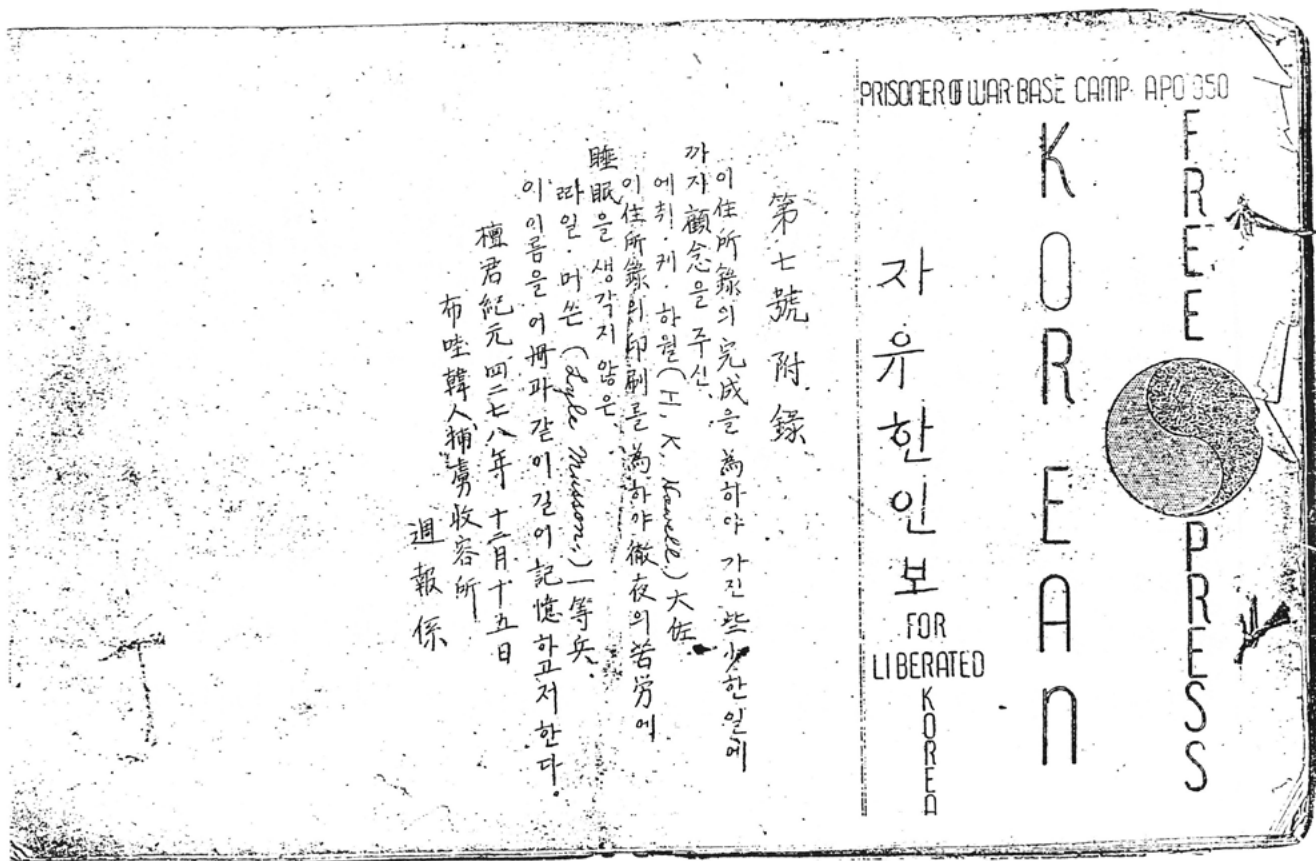 PRISONER OF WAR BASE CAMP· APO 950
FREE PRESS
KOREAN
자유한인보
FOR
LIBERATED
KOREA
第七號 附錄
이住所錄의完成을為하야 가진些少한일에
까지顧念을 주신
에취·케·하월(H. K. Howell.)大佐.
이住所錄의印刷를為하야徹夜의苦労에
睡眠을생각지않은
라일·머쓴(Lyle Musson,)一等兵.
이이름을이冊과같이길이記憶하고저한다.
檀君紀元四二七八年十二月十五日
布哇韓人捕虜收容所
週報係